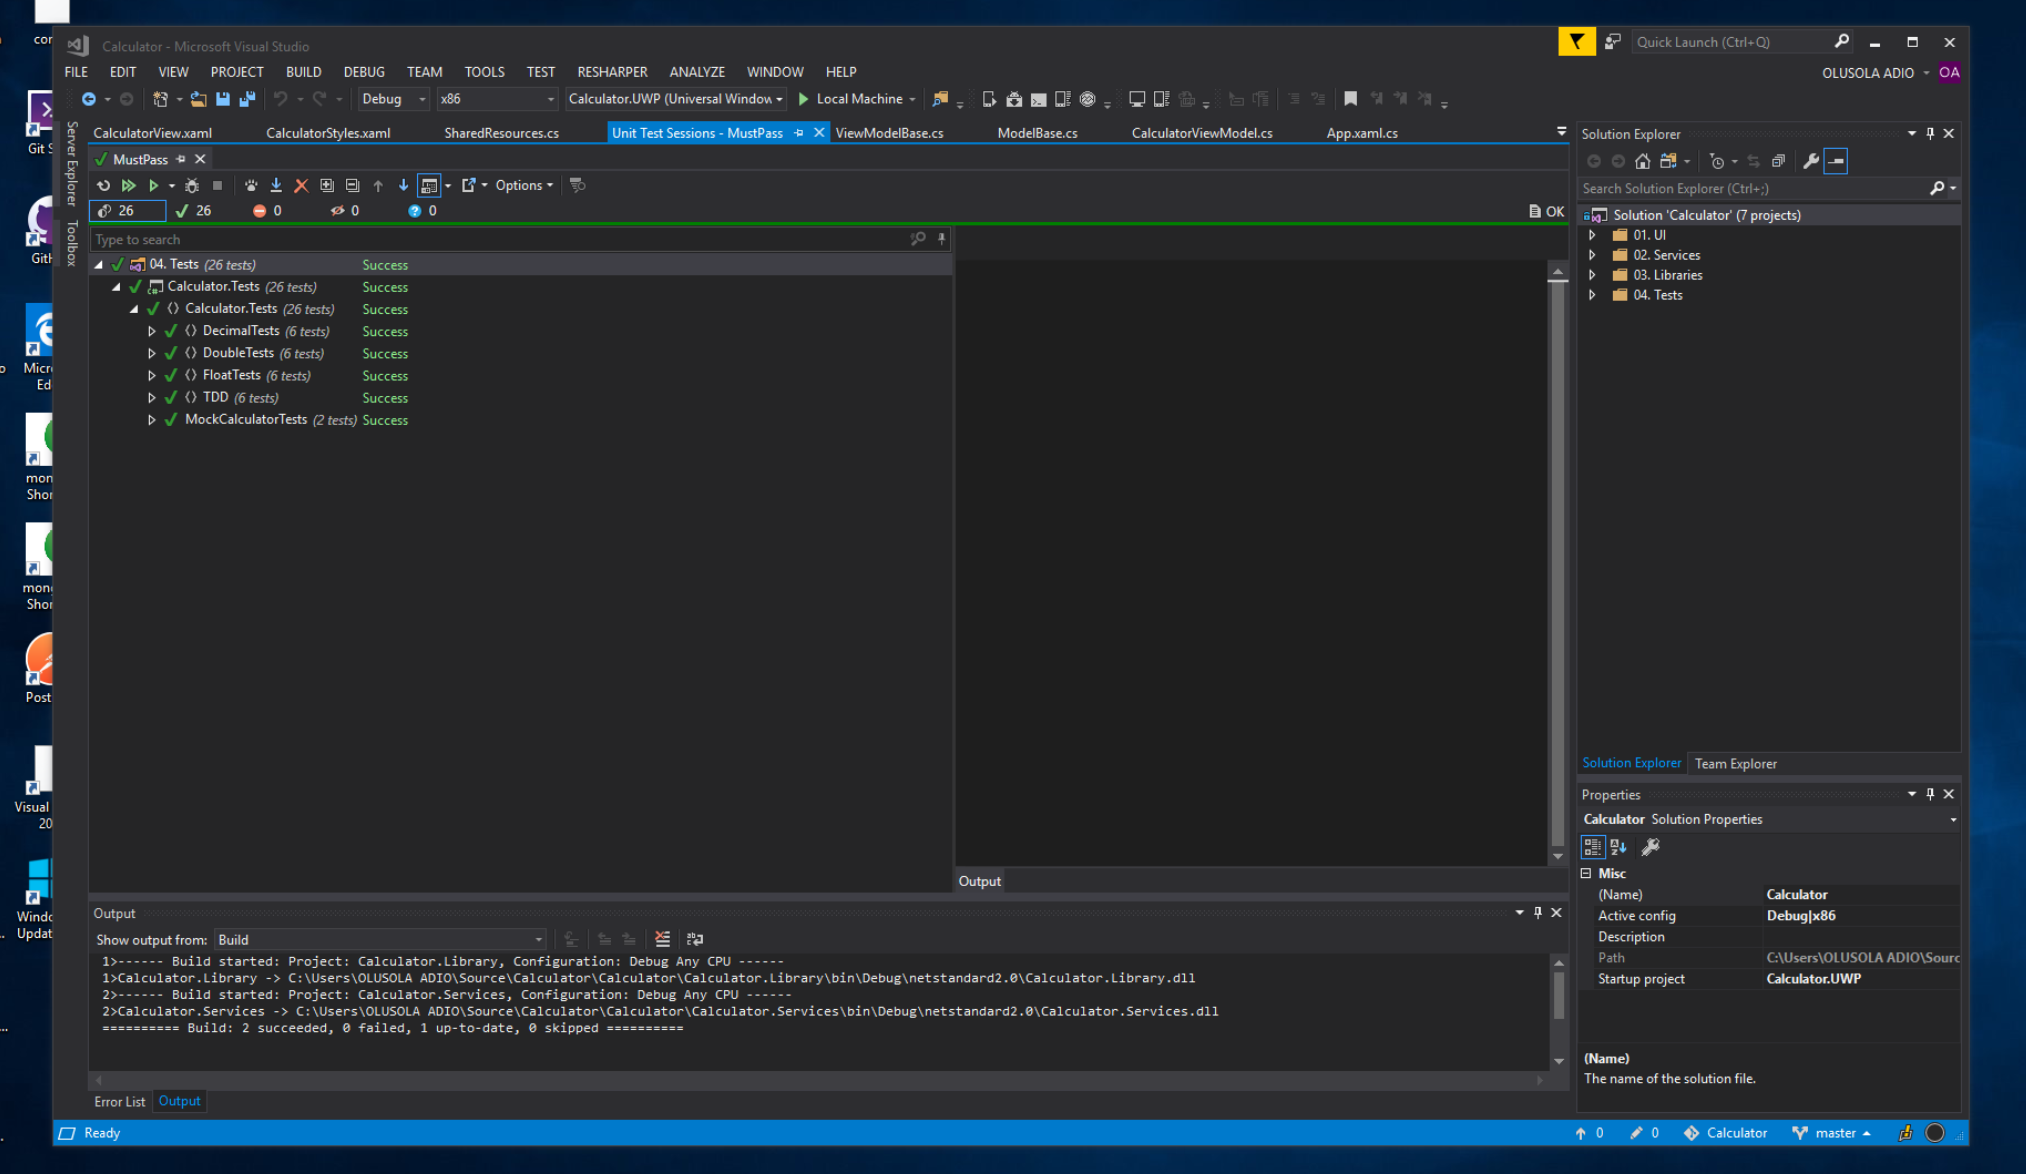 cor
Calculator - Microsoft Visual Studio
Quick Launch (Ctrl+Q)
FILE EDIT VIEW PROJECT BUILD DEBUG TEAM TOOLS TEST RESHARPER ANALYZE WINDOW HELP
OLUSOLA ADIO OA
Debug x86 Calculator.UWP (Universal Window Local Machine
CalculatorView.xaml CalculatorStyles.xaml SharedResources.cs Unit Test Sessions - MustPass ViewModelBase.cs ModelBase.cs CalculatorViewModel.cs App.xaml.cs
Server Explorer
Toolbox
MustPass
Options
26 26 0 0 0
OK
Type to search
04. Tests (26 tests) Success
Calculator.Tests (26 tests) Success
Calculator.Tests (26 tests) Success
DecimalTests (6 tests) Success
DoubleTests (6 tests) Success
FloatTests (6 tests) Success
TDD (6 tests) Success
MockCalculatorTests (2 tests) Success
Output
Solution Explorer
Search Solution Explorer (Ctrl+;)
Solution 'Calculator' (7 projects)
01. UI
02. Services
03. Libraries
04. Tests
Solution Explorer Team Explorer
Properties
Calculator Solution Properties
Misc
(Name) Calculator
Active config Debug|x86
Description
Path C:\Users\OLUSOLA ADIO\Sourc
Startup project Calculator.UWP
(Name)
The name of the solution file.
Output
Show output from: Build
1>------ Build started: Project: Calculator.Library, Configuration: Debug Any CPU ------
1>Calculator.Library -> C:\Users\OLUSOLA ADIO\Source\Calculator\Calculator\Calculator.Library\bin\Debug\netstandard2.0\Calculator.Library.dll
2>------ Build started: Project: Calculator.Services, Configuration: Debug Any CPU ------
2>Calculator.Services -> C:\Users\OLUSOLA ADIO\Source\Calculator\Calculator\Calculator.Services\bin\Debug\netstandard2.0\Calculator.Services.dll
========== Build: 2 succeeded, 0 failed, 1 up-to-date, 0 skipped ==========
Error List Output
Ready
0 0 Calculator master
Git S
GitH
Micr
Ed
mon
Shor
mon
Shor
Post
Visual
20
Windo
Updat